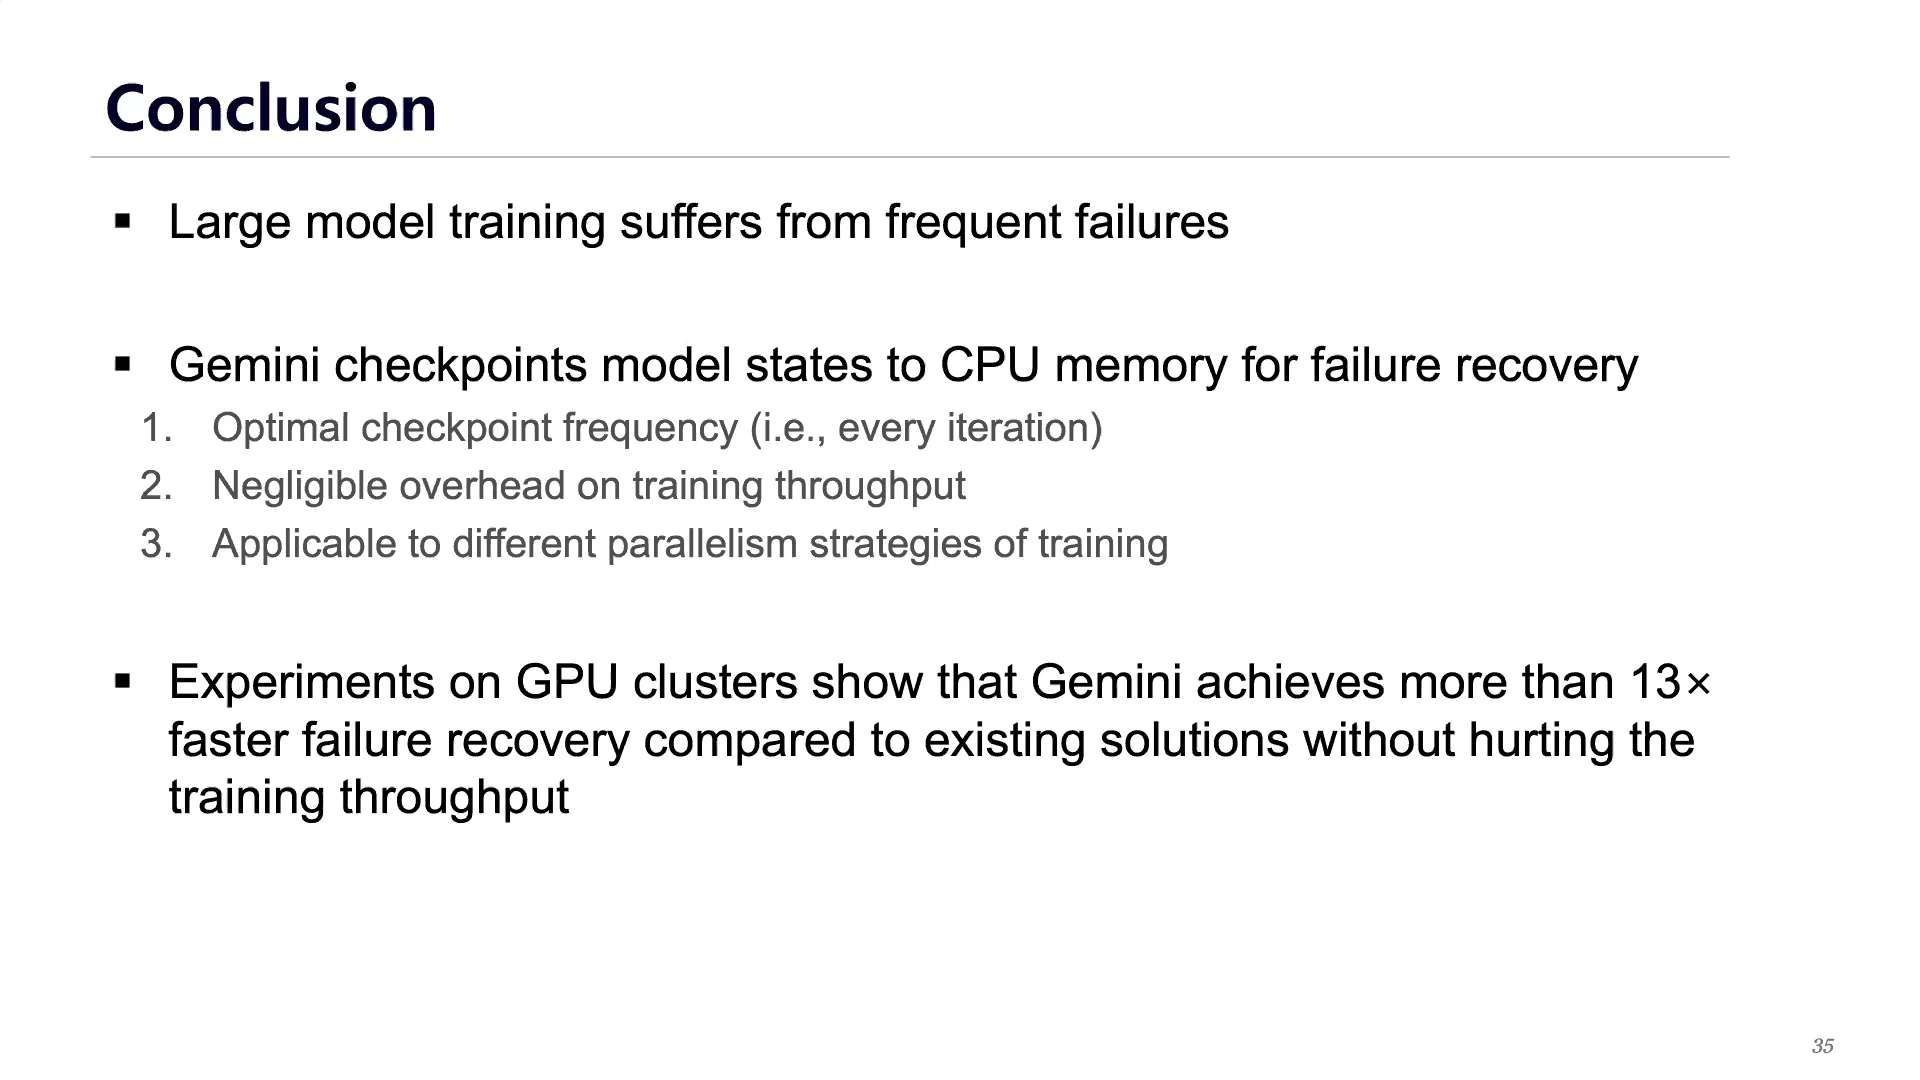 Conclusion
▪ Large model training suffers from frequent failures
▪ Gemini checkpoints model states to CPU memory for failure recovery
1. Optimal checkpoint frequency (i.e., every iteration)
2. Negligible overhead on training throughput
3. Applicable to different parallelism strategies of training
▪ Experiments on GPU clusters show that Gemini achieves more than 13×
faster failure recovery compared to existing solutions without hurting the
training throughput
35